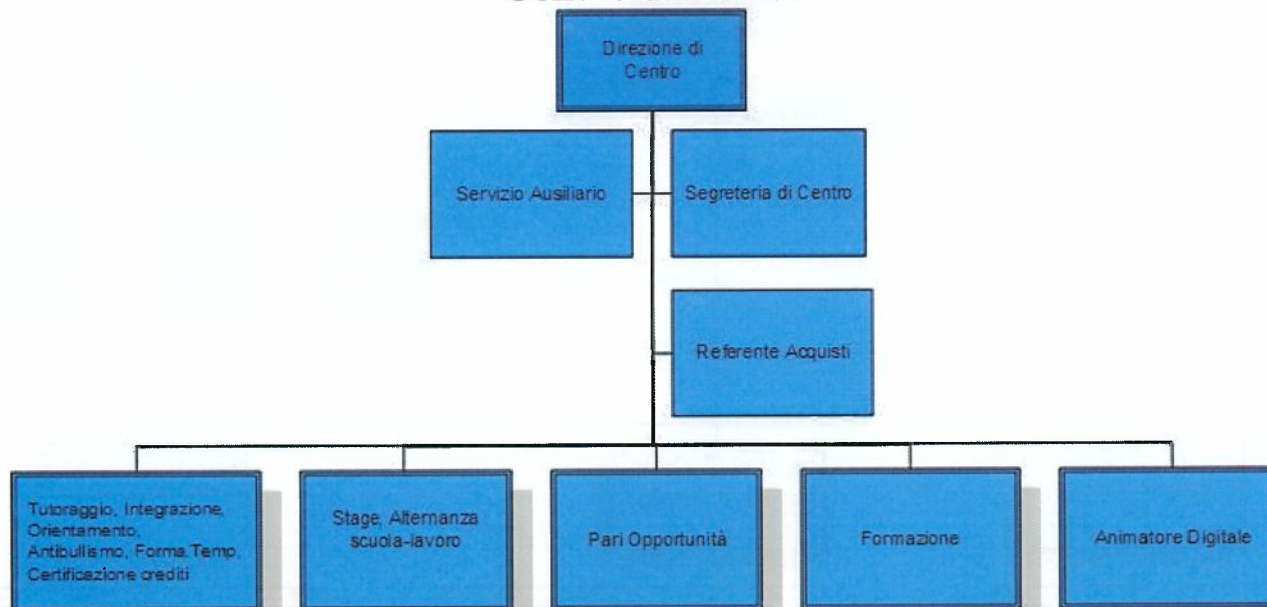 Direzione di
Centro
Servizio Ausiliario
Segreteria di Centro
Referente Acquisti
Tutoraggio, Integrazione,
Orientamento,
Antibullismo, Forma.Temp,
Certificazione crediti
Stage, Alternanza
scuola-lavoro
Pari Opportunità
Formazione
Animatore Digitale